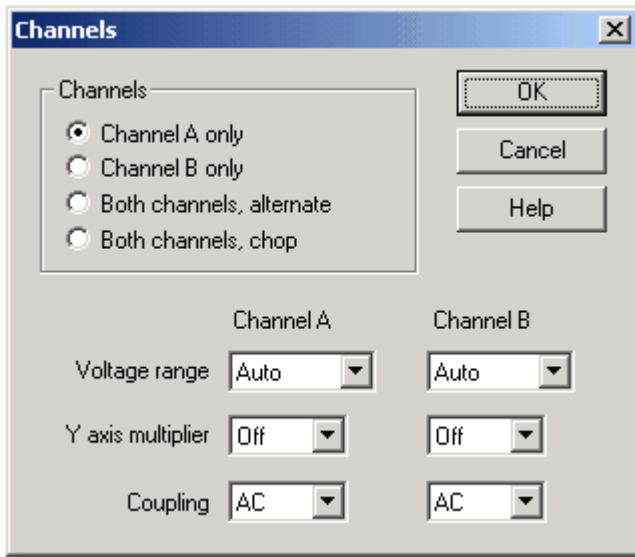 Channels
Channels
Channel A only
Channel B only
Both channels, alternate
Both channels, chop
OK
Cancel
Help
Channel A Channel B
Voltage range Auto Auto
Y axis multiplier Off Off
Coupling AC AC